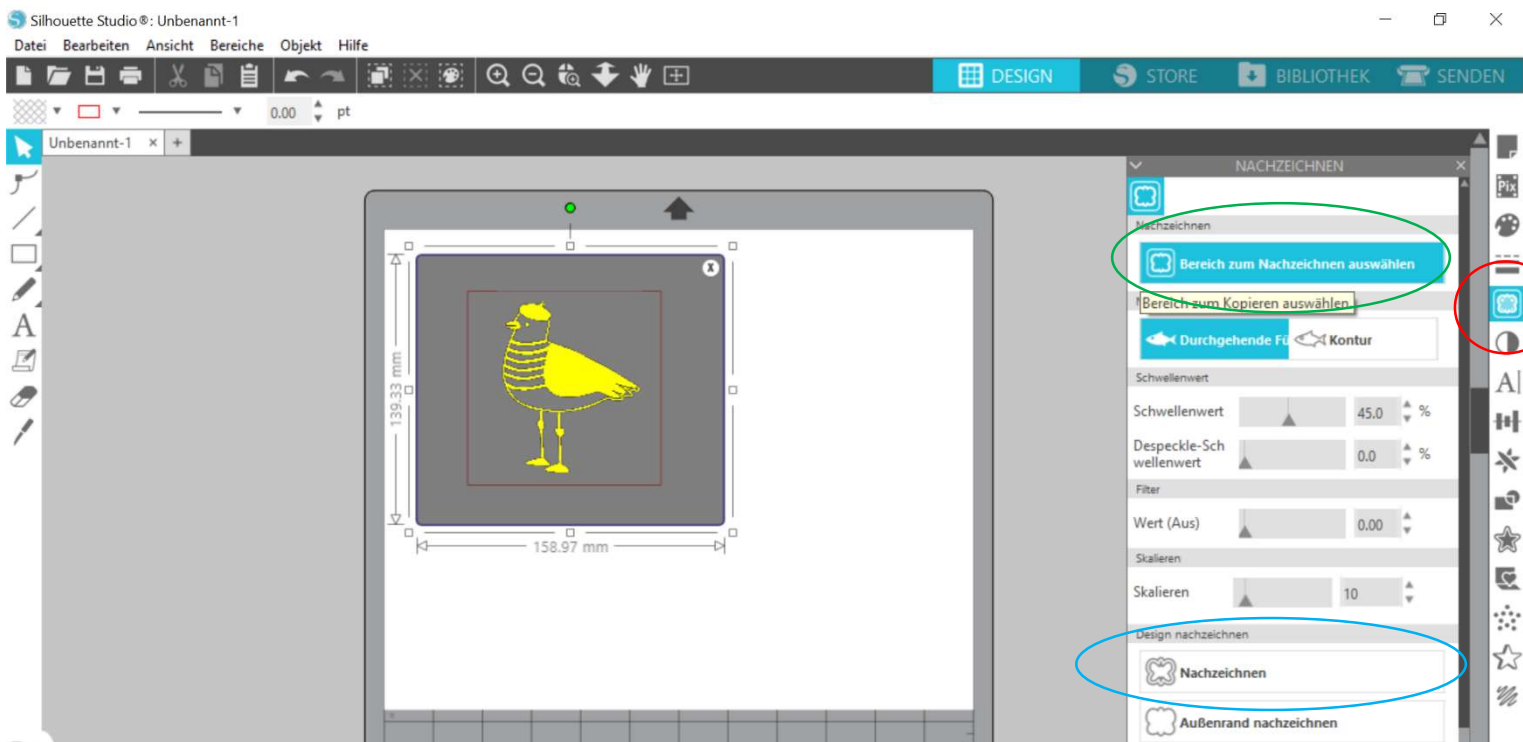 Silhouette Studio®: Unbenannt-1
Datei Bearbeiten Ansicht Bereiche Objekt Hilfe
DESIGN STORE BIBLIOTHEK SENDEN
0.00 pt
Unbenannt-1 × +
NACHZEICHNEN
Pix
Nachzeichnen
Bereich zum Nachzeichnen auswählen
Bereich zum Kopieren auswählen
Durchgehende Fü Kontur
Schwellenwert
Schwellenwert 45.0 %
Despeckle-Sch
wellenwert 0.0 %
Filter
Wert (Aus) 0.00
Skalieren
Skalieren 10
Design nachzeichnen
Nachzeichnen
Außenrand nachzeichnen
X
139.33 mm
158.97 mm
A
A